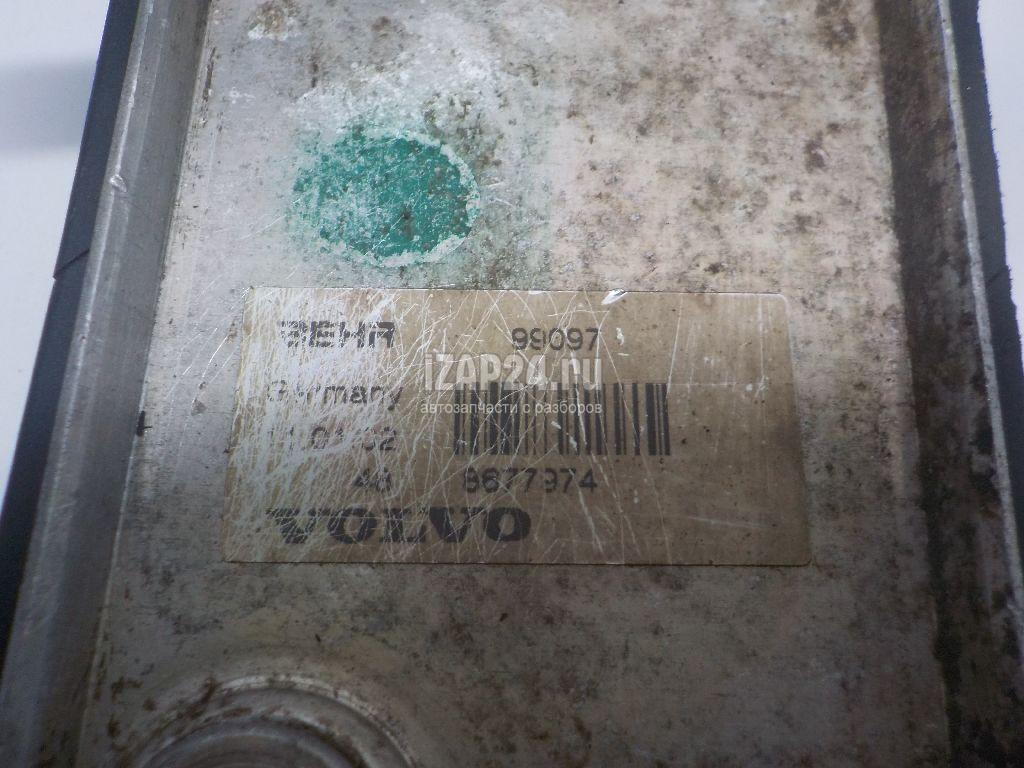 BEHR 99097
iZAP24.ru
Germany
автозапчасти с разборов
48 8677974
VOLVO